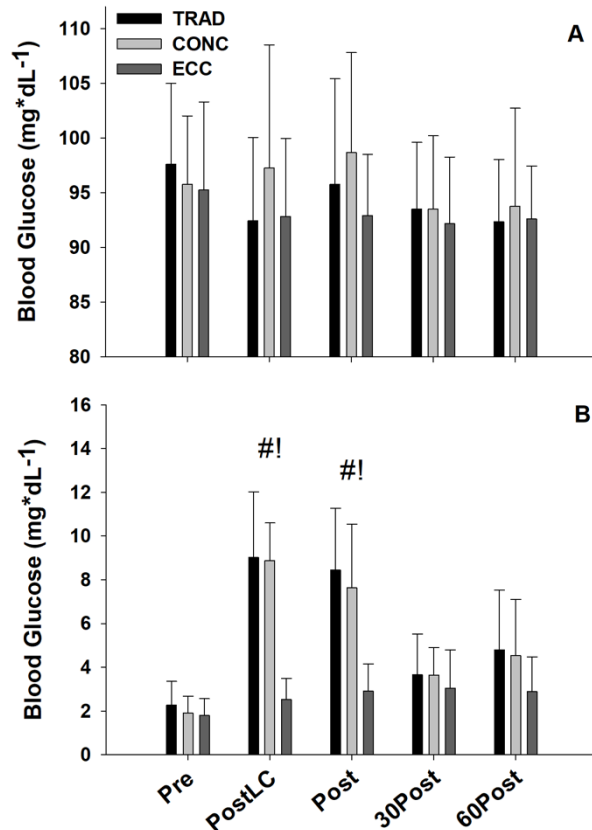 TRAD
CONC
ECC
A
Blood Glucose (mg*dL-1)
110
105
100
95
90
85
80
B
Blood Glucose (mg*dL-1)
16
14
12
10
8
6
4
2
0
#!
#!
Pre
PostLC
Post
30Post
60Post